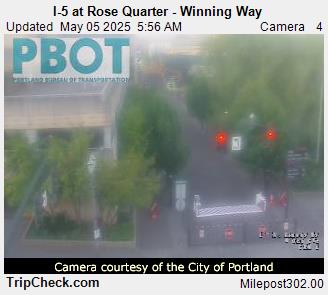 I-5 at Rose Quarter - Winning Way
Updated May 05 2025 5:56 AM Camera 4
PBOT
PORTLAND BUREAU OF TRANSPORTATION
Camera courtesy of the City of Portland
TripCheck.com Milepost302.00